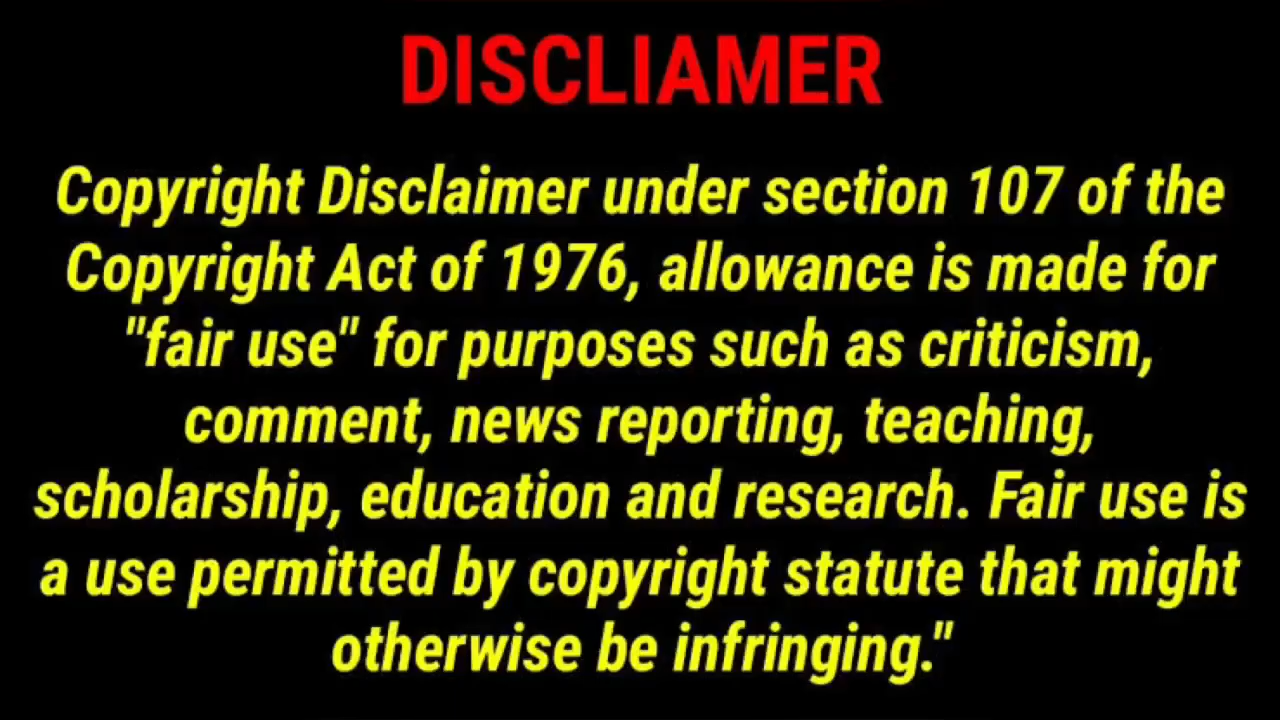 DISCLIAMER
Copyright Disclaimer under section 107 of the
Copyright Act of 1976, allowance is made for
"fair use" for purposes such as criticism,
comment, news reporting, teaching,
scholarship, education and research. Fair use is
a use permitted by copyright statute that might
otherwise be infringing."